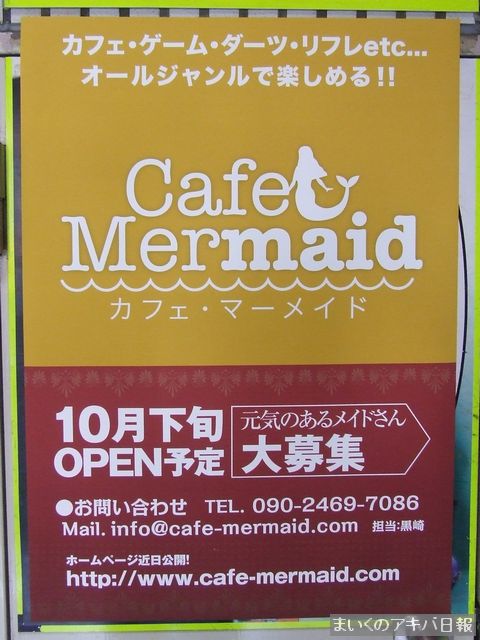 カフェ・ゲーム・ダーツ・リフレetc...
オールジャンルで楽しめる!!
Cafe
Mermaid
カフェ・マーメイド
10月下旬
OPEN予定
元気のあるメイドさん
大募集
●お問い合わせ TEL. 090-2469-7086
Mail. info@cafe-mermaid.com 担当:黒崎
ホームページ近日公開!
http://www.cafe-mermaid.com
まいくのアキバ日報